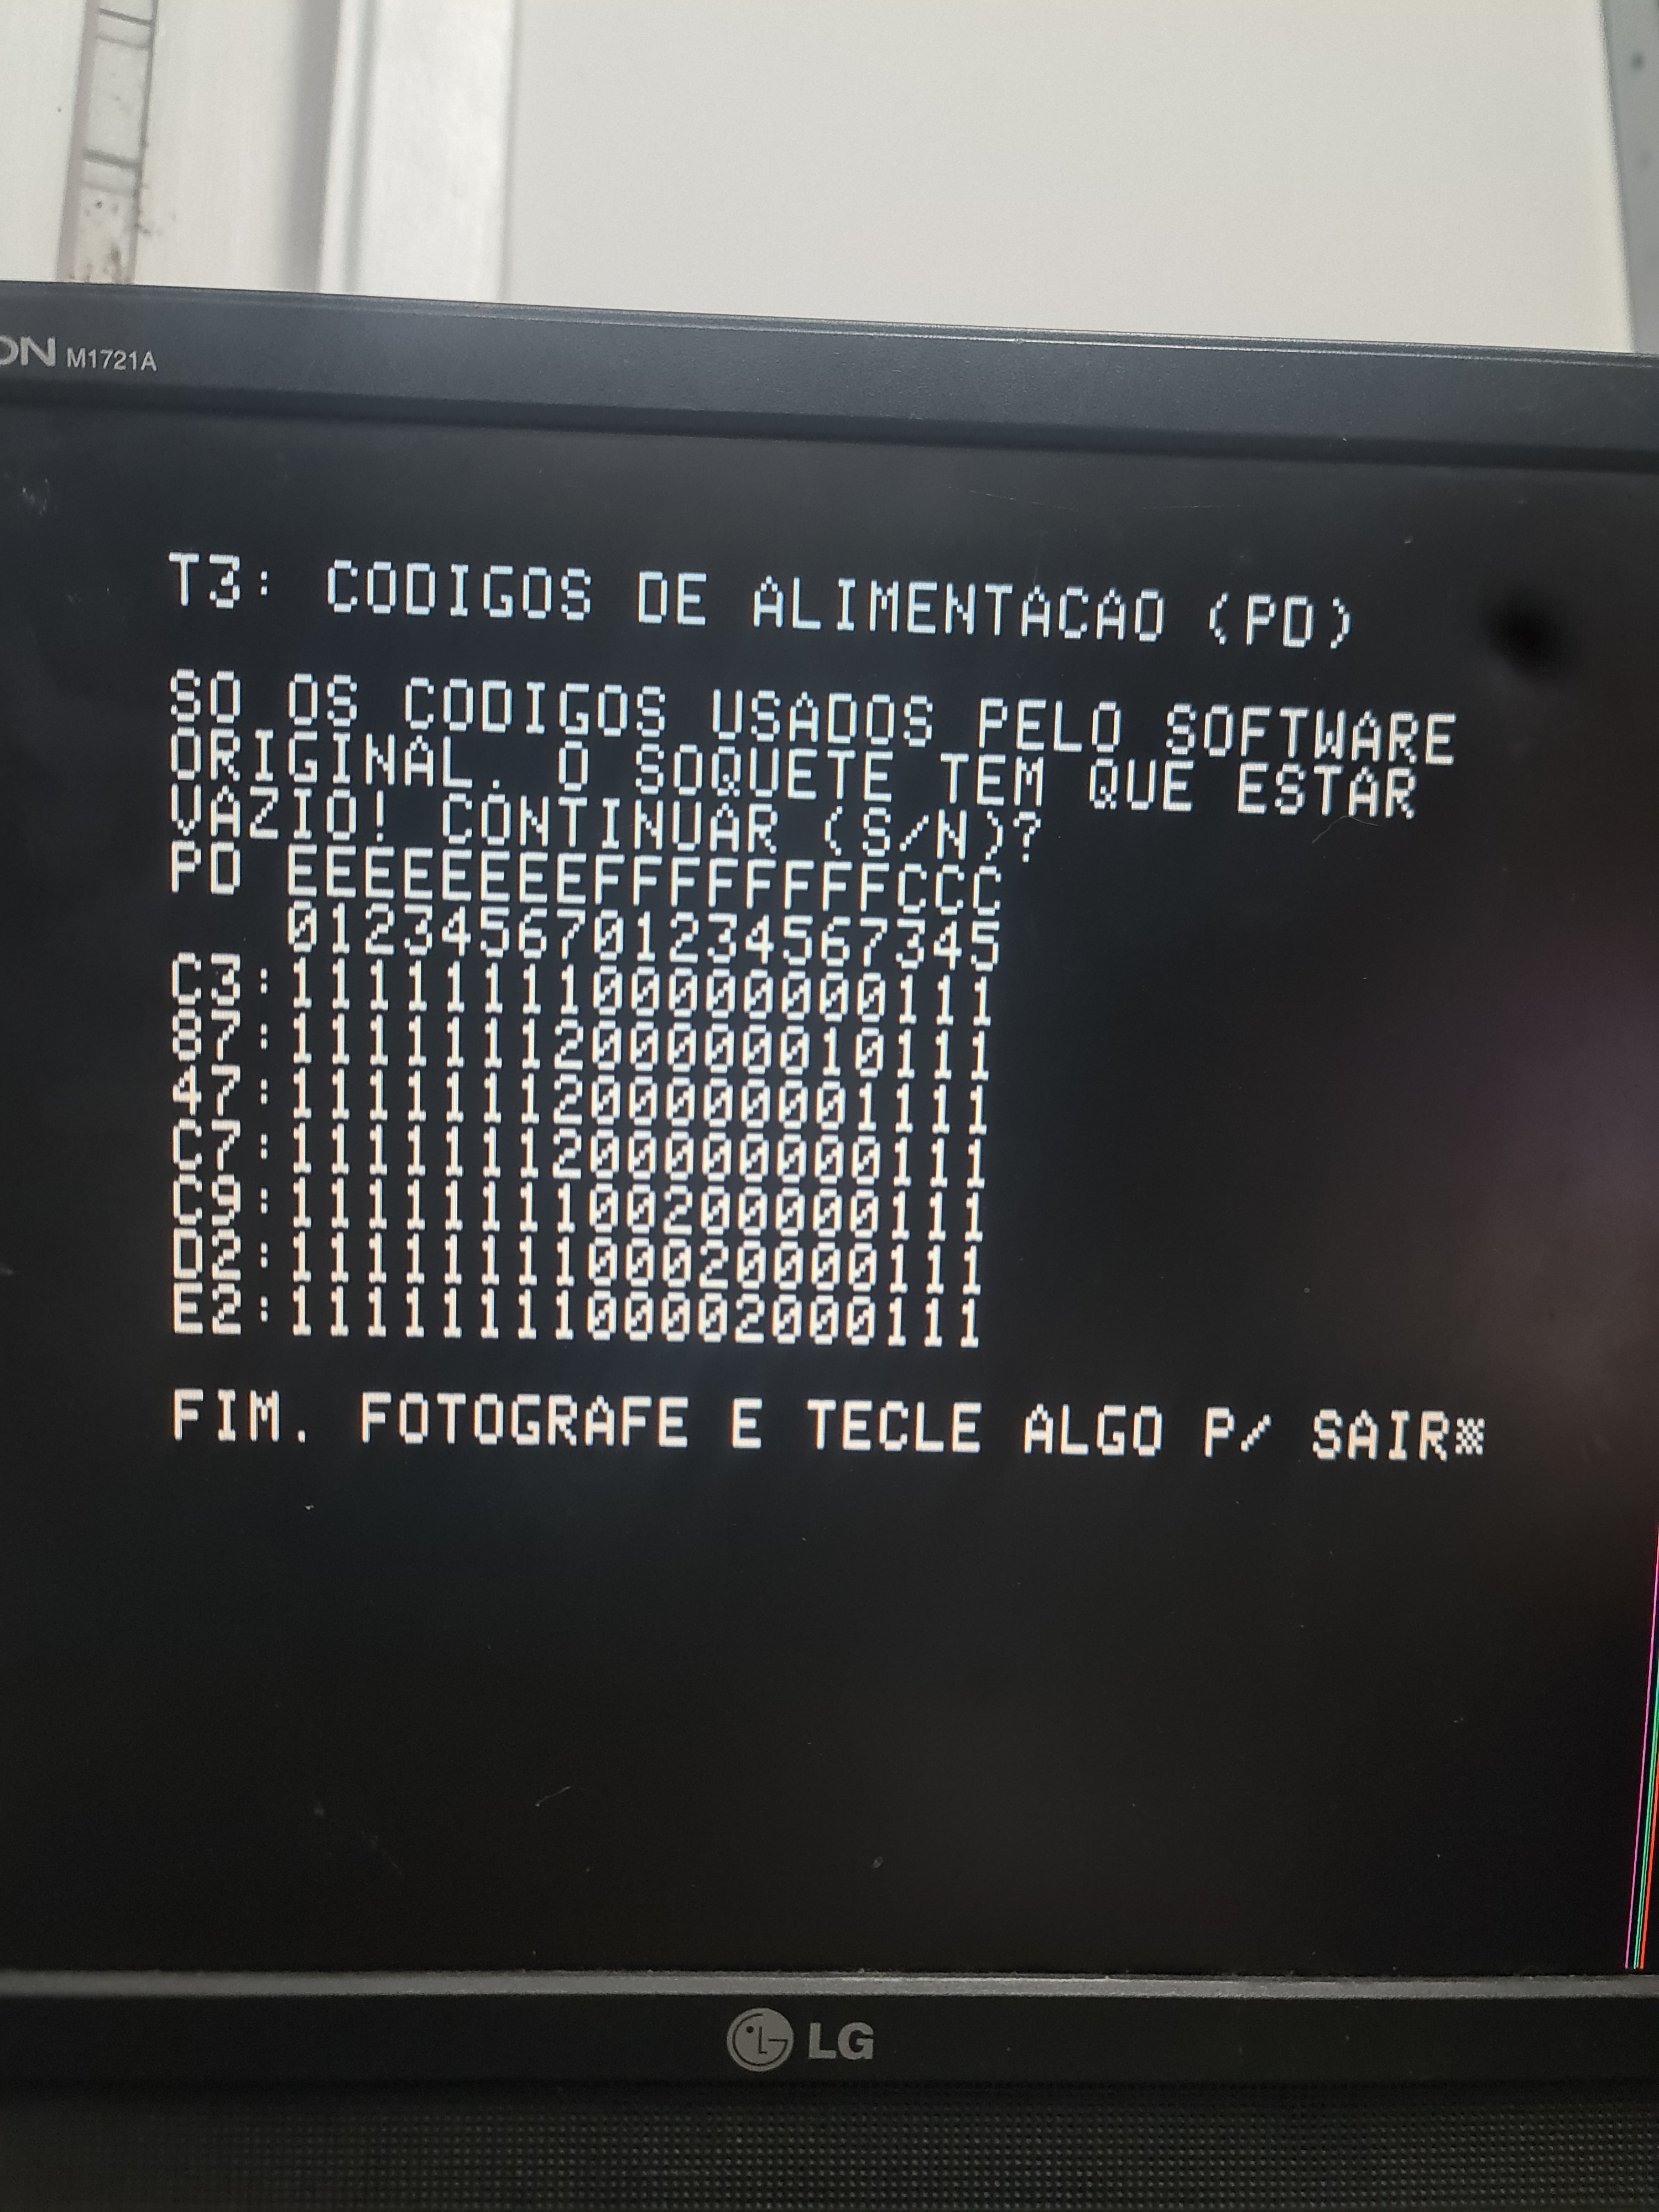 ON M1721A
T3: CODIGOS DE ALIMENTACAO (PD)
SO OS CODIGOS USADOS PELO SOFTWARE
ORIGINAL. O SOQUETE TEM QUE ESTAR
VAZIO! CONTINUAR (S/N)?
PD EEEEEEEEFFFFFFFFCCC
0123456701234567345
C3:1111111100000000111
87:1111111200000010111
47:1111111200000001111
C7:1111111200000000111
C9:1111111100200000111
D2:1111111100020000111
E2:1111111100002000111
FIM. FOTOGRAFE E TECLE ALGO P/ SAIR
LG